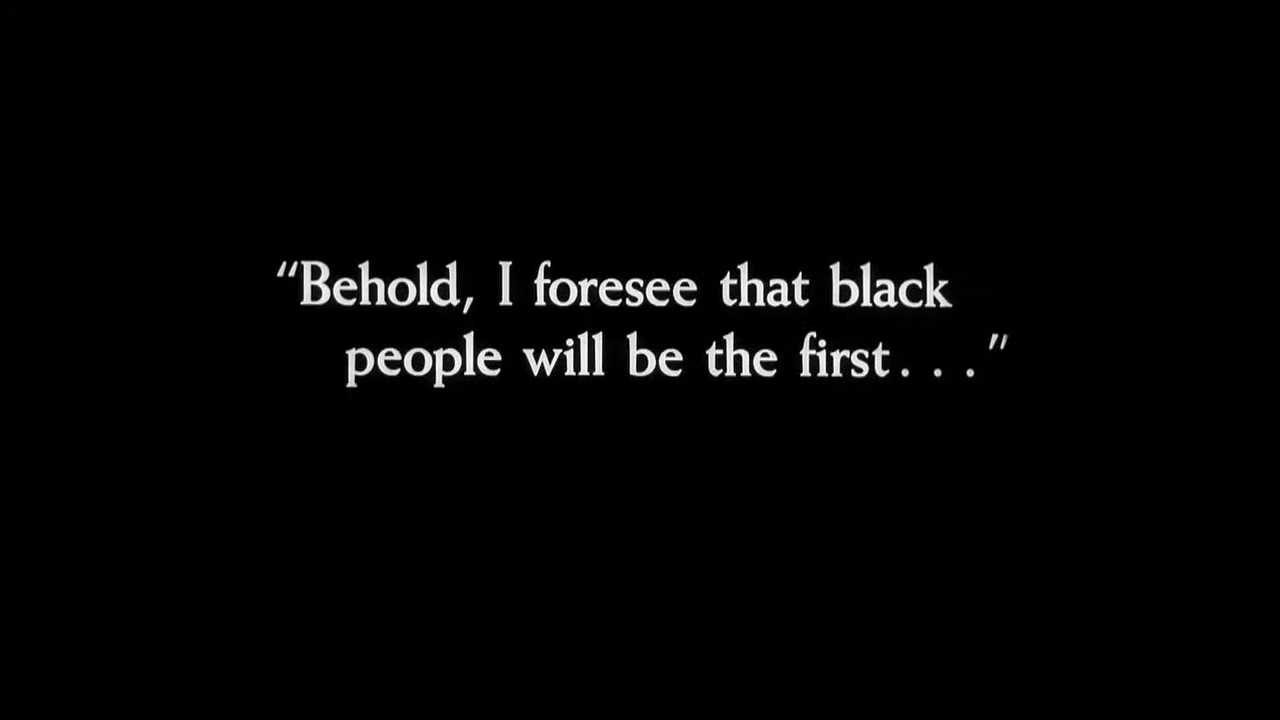 “Behold, I foresee that black
people will be the first. . .”